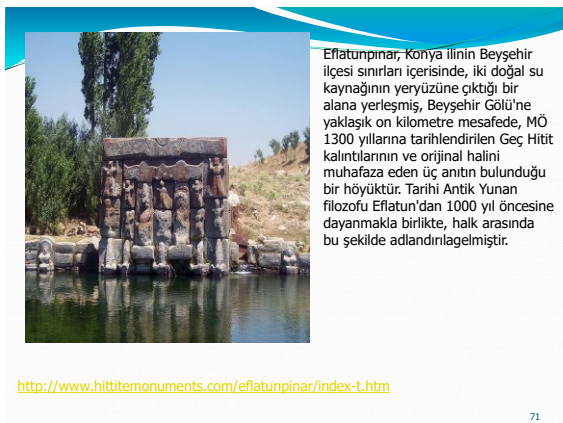 Eflatunpınar, Konya ilinin Beyşehir
ilçesi sınırları içerisinde, iki doğal su
kaynağının yeryüzüne çıktığı bir
alana yerleşmiş, Beyşehir Gölü'ne
yaklaşık on kilometre mesafede, MÖ
1300 yıllarına tarihlendirilen Geç Hitit
kalıntılarının ve orijinal halini
muhafaza eden üç anıtın bulunduğu
bir höyüktür. Tarihi Antik Yunan
filozofu Eflatun'dan 1000 yıl öncesine
dayanmakla birlikte, halk arasında
bu şekilde adlandırılagelmiştir.
http://www.hittitemonuments.com/eflatunpinar/index-t.htm
71